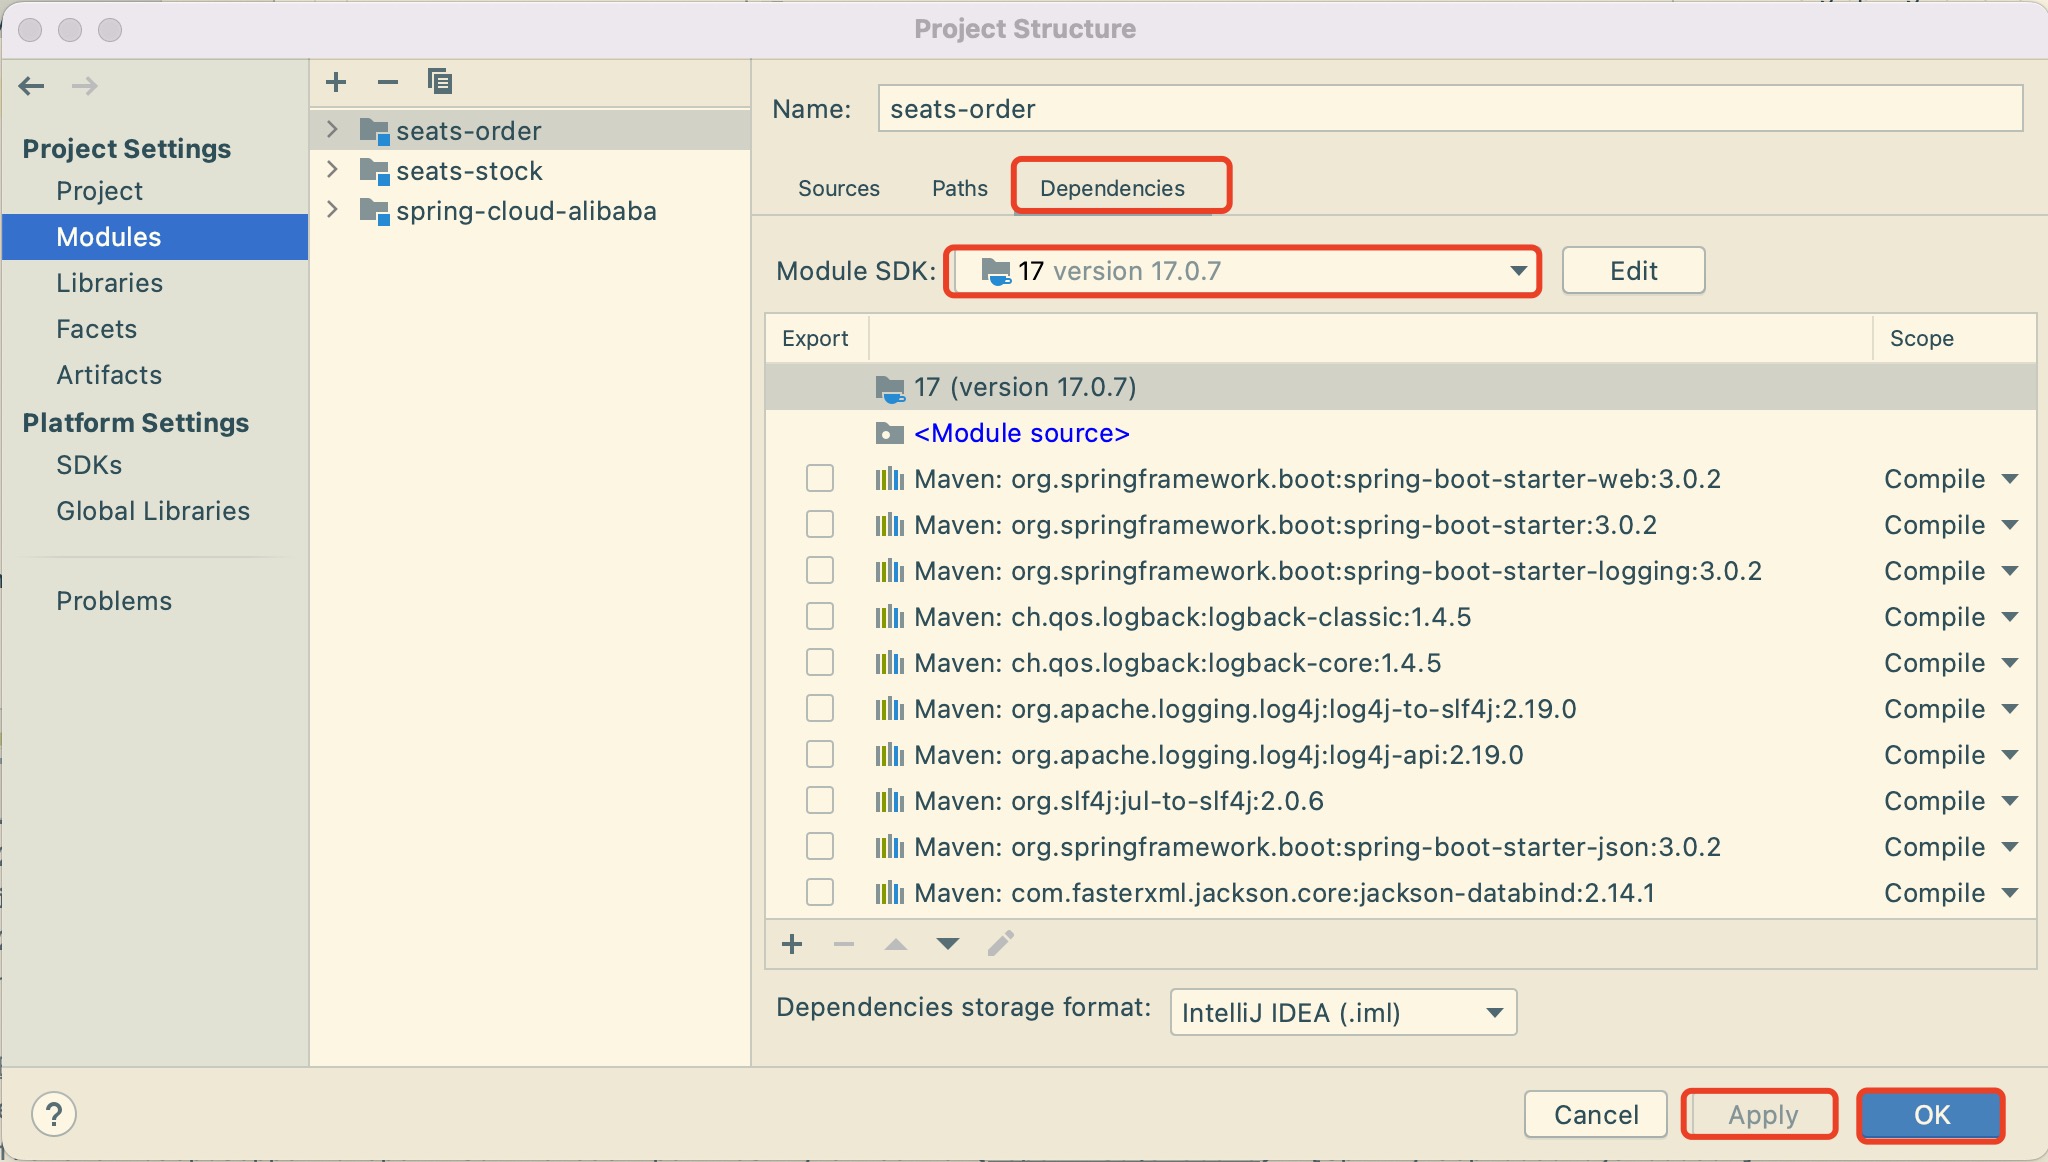 Project Structure
Project Settings
Project
Modules
Libraries
Facets
Artifacts
Platform Settings
SDKs
Global Libraries
Problems
seats-order
seats-stock
spring-cloud-alibaba
Name: seats-order
Sources Paths Dependencies
Module SDK: 17 version 17.0.7 Edit
Export Scope
17 (version 17.0.7)
<Module source>
Maven: org.springframework.boot:spring-boot-starter-web:3.0.2 Compile
Maven: org.springframework.boot:spring-boot-starter:3.0.2 Compile
Maven: org.springframework.boot:spring-boot-starter-logging:3.0.2 Compile
Maven: ch.qos.logback:logback-classic:1.4.5 Compile
Maven: ch.qos.logback:logback-core:1.4.5 Compile
Maven: org.apache.logging.log4j:log4j-to-slf4j:2.19.0 Compile
Maven: org.apache.logging.log4j:log4j-api:2.19.0 Compile
Maven: org.slf4j:jul-to-slf4j:2.0.6 Compile
Maven: org.springframework.boot:spring-boot-starter-json:3.0.2 Compile
Maven: com.fasterxml.jackson.core:jackson-databind:2.14.1 Compile
Dependencies storage format: IntelliJ IDEA (.iml)
? Cancel Apply OK